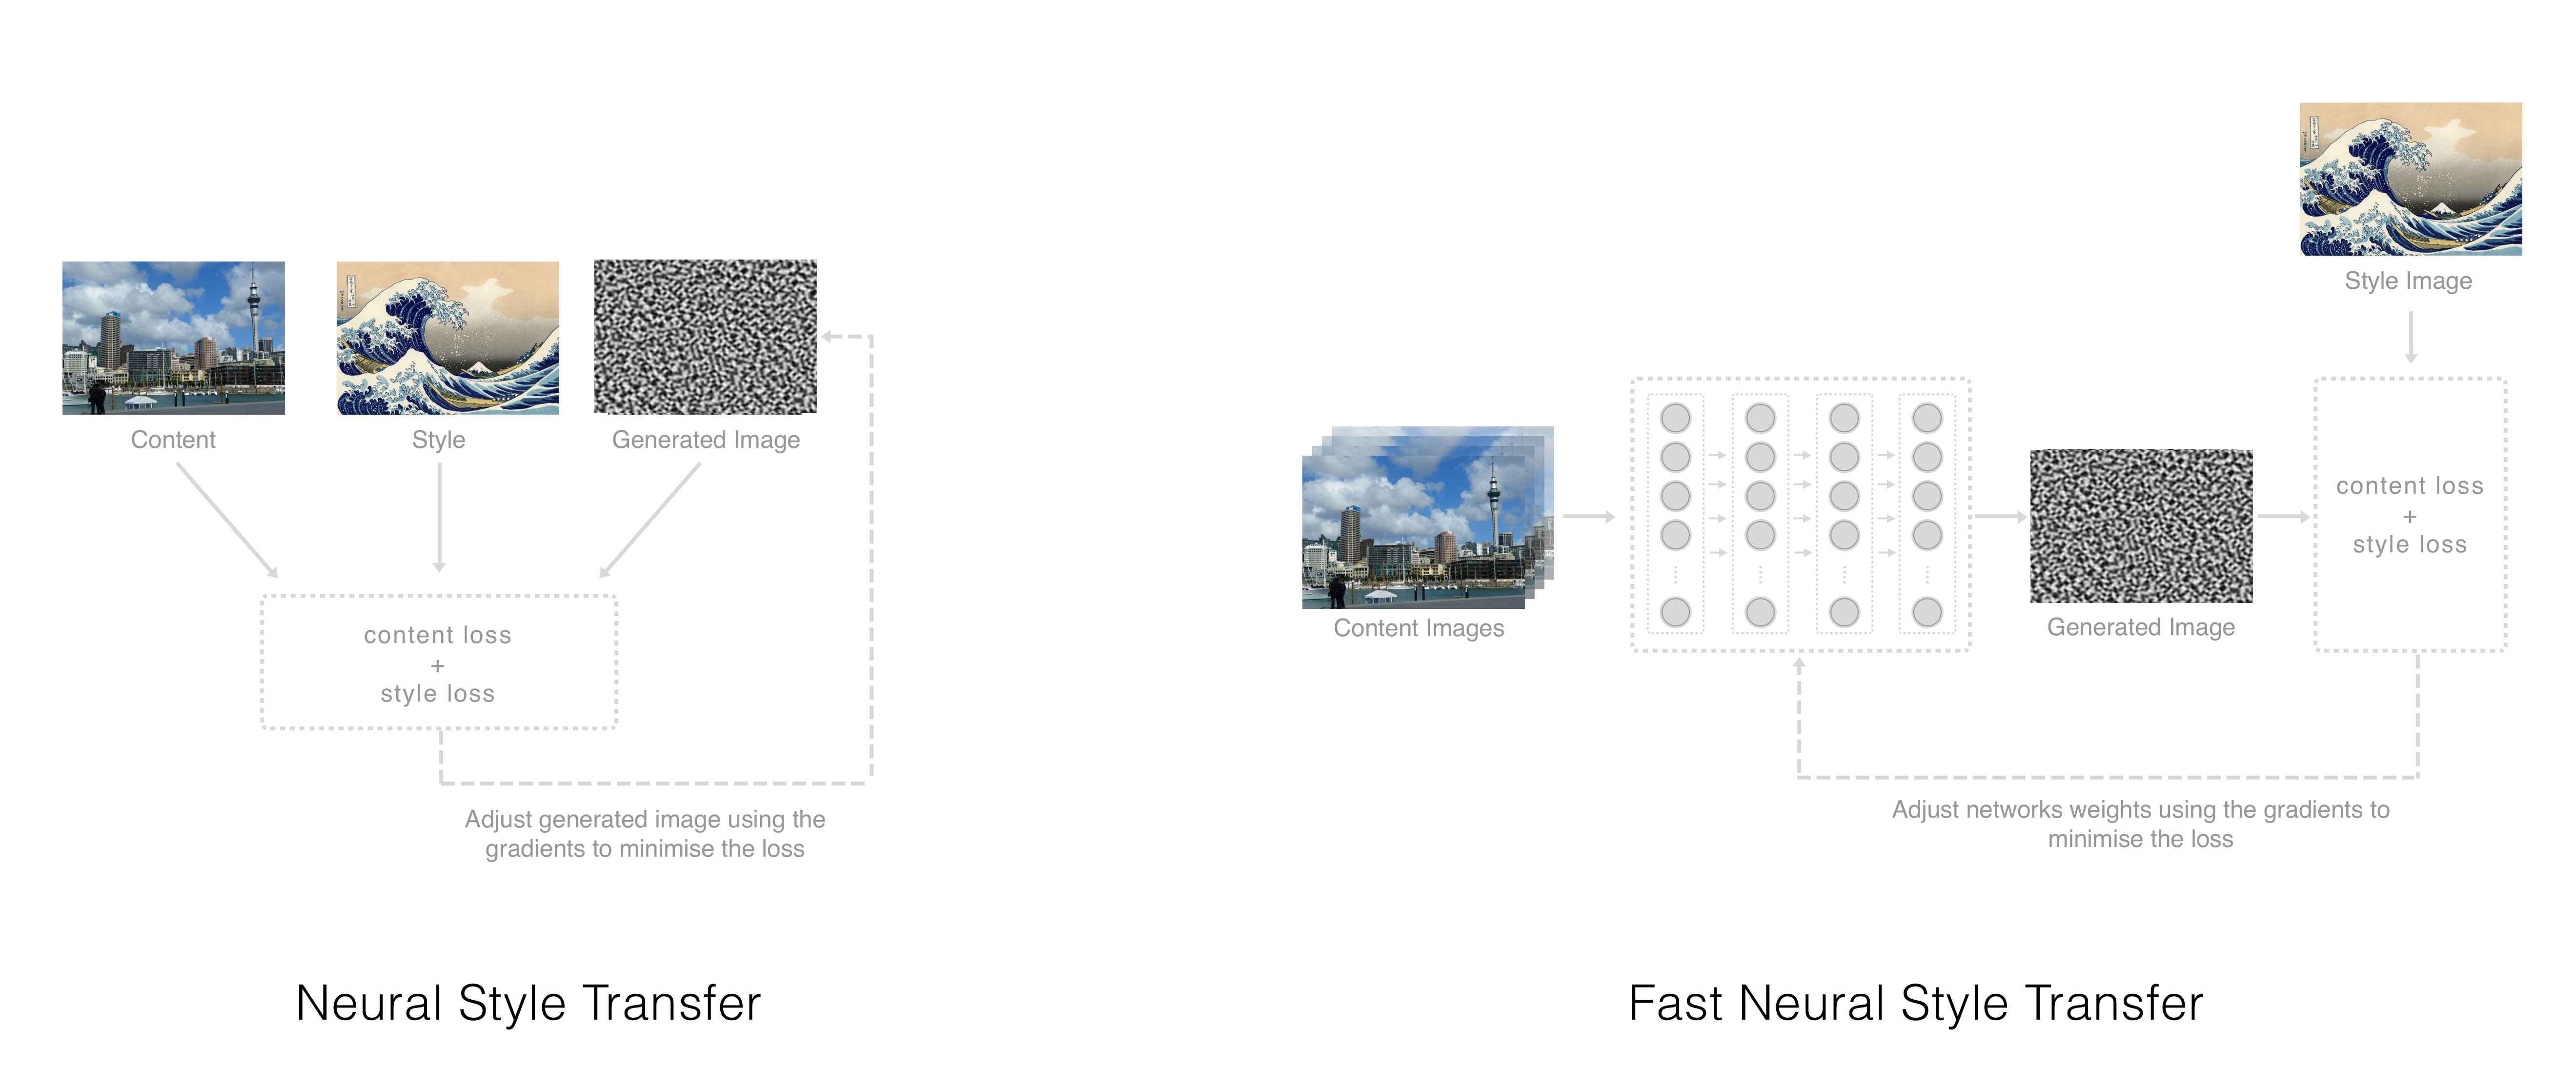 Content
Style
Generated Image
content loss
+
style loss
Adjust generated image using the
gradients to minimise the loss
Neural Style Transfer
Style Image
Content Images
Generated Image
content loss
+
style loss
Adjust networks weights using the gradients to
minimise the loss
Fast Neural Style Transfer